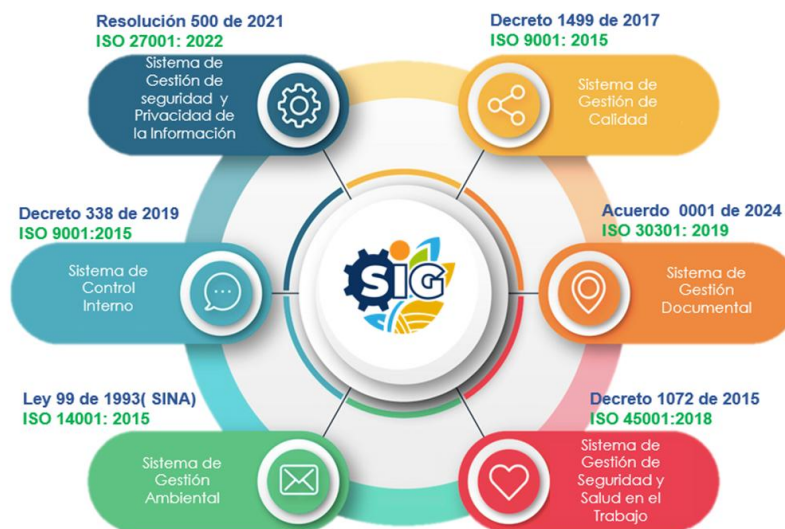 Resolución 500 de 2021
ISO 27001: 2022
Sistema de
Gestión de
seguridad y
Privacidad de
la Información
Decreto 1499 de 2017
ISO 9001: 2015
Sistema de
Gestión de
Calidad
Decreto 338 de 2019
ISO 9001:2015
Sistema de
Control
Interno
SIG
Acuerdo 0001 de 2024
ISO 30301: 2019
Sistema de
Gestión
Documental
Ley 99 de 1993( SINA)
ISO 14001: 2015
Sistema de
Gestión
Ambiental
Decreto 1072 de 2015
ISO 45001:2018
Sistema de
Gestión de
Seguridad y
Salud en el
Trabajo